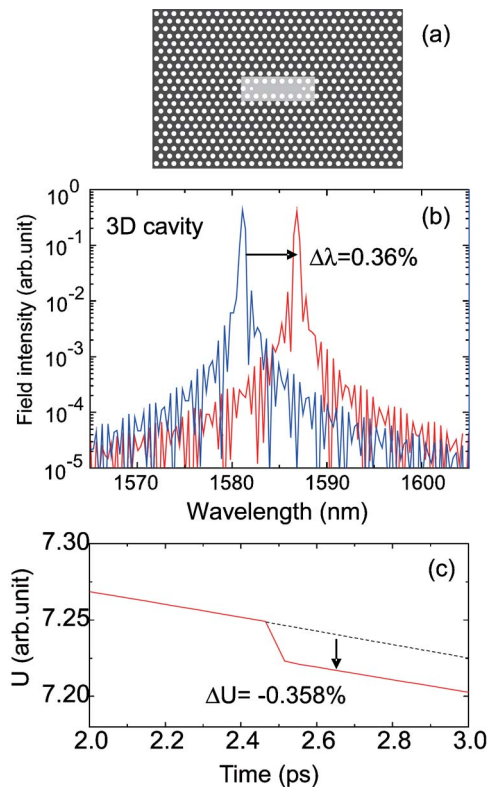 (a)
10⁰
10⁻¹
10⁻²
10⁻³
10⁻⁴
10⁻⁵
Field intensity (arb.unit)
3D cavity
(b)
Δλ=0.36%
1570
1580
1590
1600
Wavelength (nm)
7.30
7.25
7.20
U (arb.unit)
(c)
ΔU= -0.358%
2.0
2.2
2.4
2.6
2.8
3.0
Time (ps)